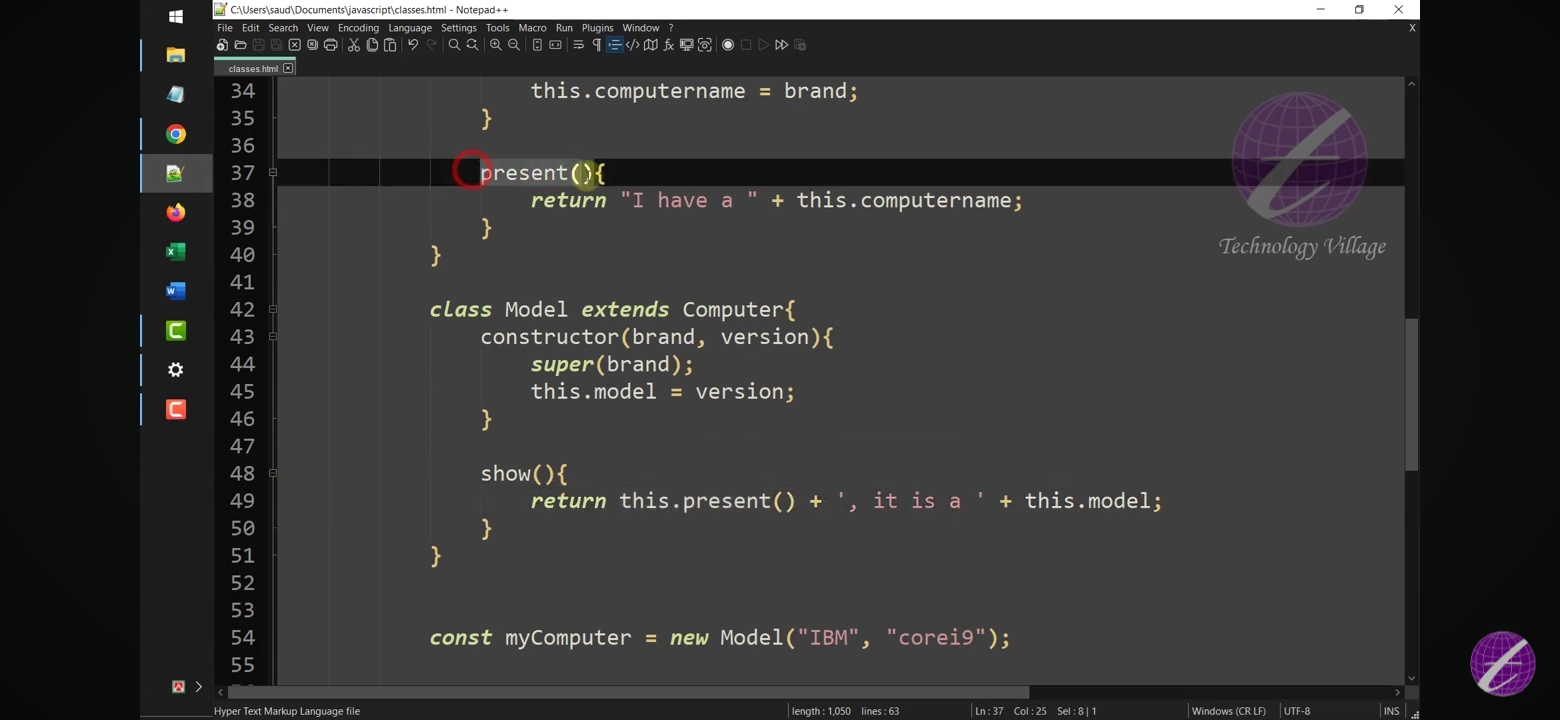 C:\Users\saud\Documents\javascript\classes.html - Notepad++
File Edit Search View Encoding Language Settings Tools Macro Run Plugins Window ? X
classes.html
34 this.computername = brand;
35 }
36
37 present(){
38 return "I have a " + this.computername;
39 }
40 }
41
42 class Model extends Computer{
43 constructor(brand, version){
44 super(brand);
45 this.model = version;
46 }
47
48 show(){
49 return this.present() + ', it is a ' + this.model;
50 }
51 }
52
53
54 const myComputer = new Model("IBM", "corei9");
55
Technology Village
Hyper Text Markup Language file length : 1,050 lines : 63 Ln : 37 Col : 25 Sel : 8 | 1 Windows (CR LF) UTF-8 INS